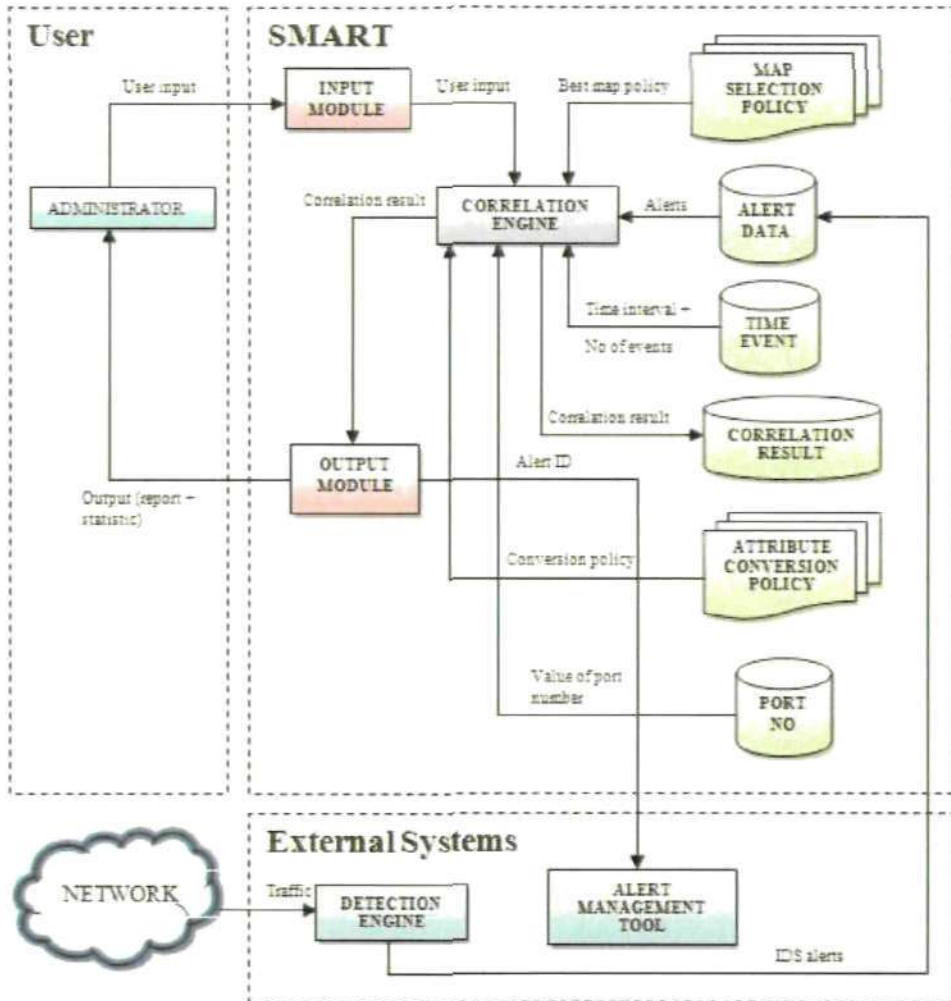 User
SMART
User input
INPUT
MODULE
User input
Best map policy
MAP
SELECTION
POLICY
ADMINISTRATOR
Correlation result
CORRELATION
ENGINE
Alerts
ALERT
DATA
Time interval +
No of events
TIME
EVENT
Correlation result
CORRELATION
RESULT
OUTPUT
MODULE
Alert ID
Output (report +
statistic)
Conversion policy
ATTRIBUTE
CONVERSION
POLICY
Value of port
number
PORT
NO
External Systems
NETWORK
Traffic
DETECTION
ENGINE
ALERT
MANAGEMENT
TOOL
IDS alerts